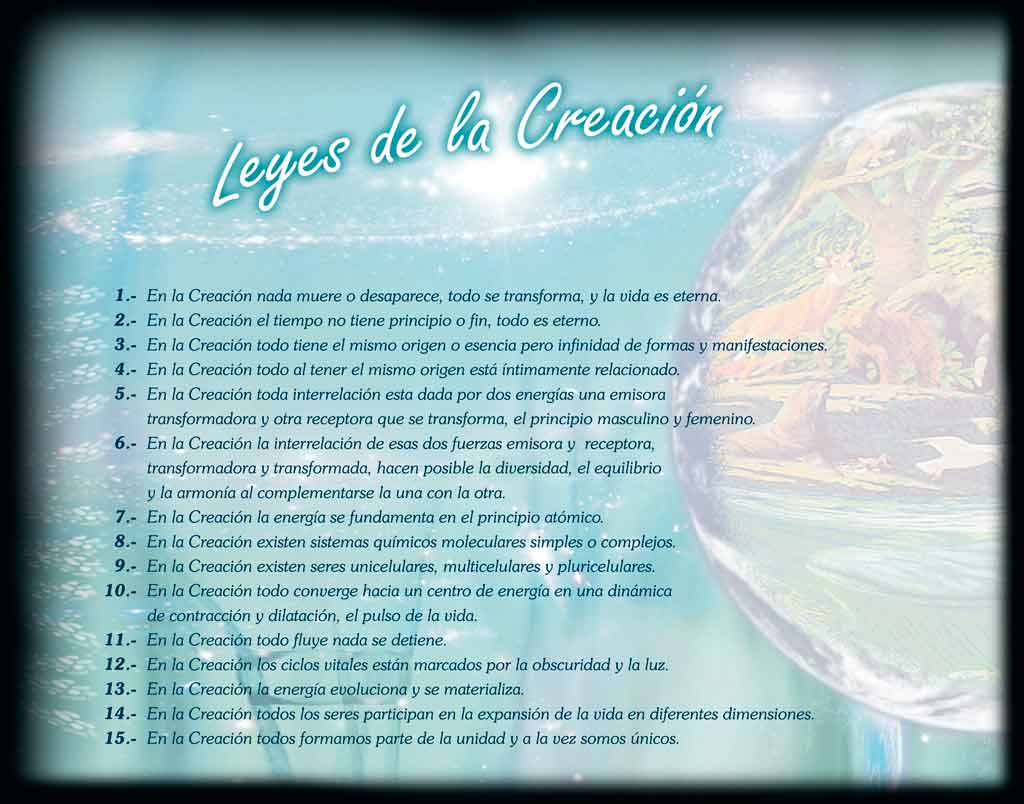 Leyes de la Creación
1.- En la Creación nada muere o desaparece, todo se transforma, y la vida es eterna.
2.- En la Creación el tiempo no tiene principio o fin, todo es eterno.
3.- En la Creación todo tiene el mismo origen o esencia pero infinidad de formas y manifestaciones.
4.- En la Creación todo al tener el mismo origen está íntimamente relacionado.
5.- En la Creación toda interrelación esta dada por dos energías una emisora
transformadora y otra receptora que se transforma, el principio masculino y femenino.
6.- En la Creación la interrelación de esas dos fuerzas emisora y receptora,
transformadora y transformada, hacen posible la diversidad, el equilibrio
y la armonía al complementarse la una con la otra.
7.- En la Creación la energía se fundamenta en el principio atómico.
8.- En la Creación existen sistemas químicos moleculares simples o complejos.
9.- En la Creación existen seres unicelulares, multicelulares y pluricelulares.
10.- En la Creación todo converge hacia un centro de energía en una dinámica
de contracción y dilatación, el pulso de la vida.
11.- En la Creación todo fluye nada se detiene.
12.- En la Creación los ciclos vitales están marcados por la obscuridad y la luz.
13.- En la Creación la energía evoluciona y se materializa.
14.- En la Creación todos los seres participan en la expansión de la vida en diferentes dimensiones.
15.- En la Creación todos formamos parte de la unidad y a la vez somos únicos.